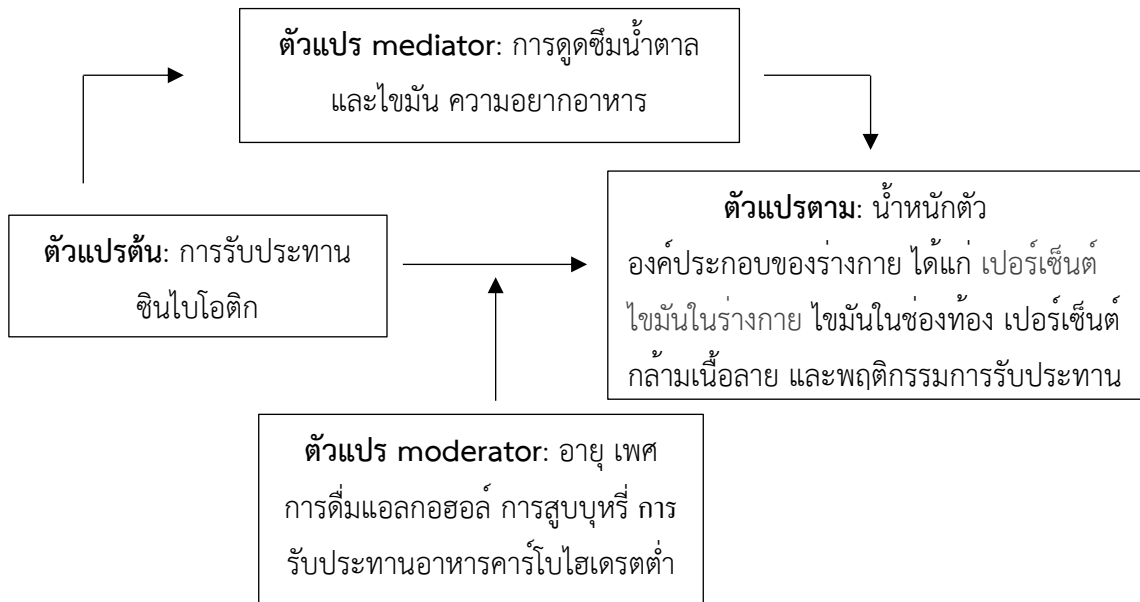 ตัวแปร mediator: การดูดซึมน้ำตาล
และไขมัน ความอยากอาหาร
ตัวแปรต้น: การรับประทาน
ซินไบโอติก
ตัวแปรตาม: น้ำหนักตัว
องค์ประกอบของร่างกาย ได้แก่ เปอร์เซ็นต์
ไขมันในร่างกาย ไขมันในช่องท้อง เปอร์เซ็นต์
กล้ามเนื้อลาย และพฤติกรรมการรับประทาน
ตัวแปร moderator: อายุ เพศ
การดื่มแอลกอฮอล์ การสูบบุหรี่ การ
รับประทานอาหารคาร์โบไฮเดรตต่ำ